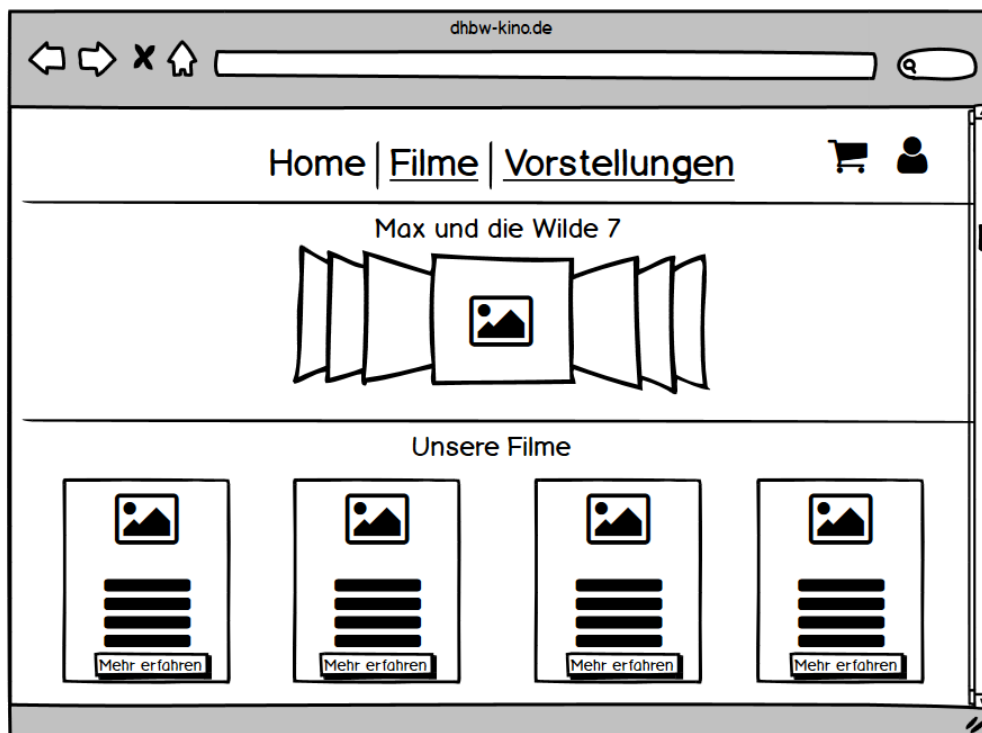 dhbw-kino.de
Home | Filme | Vorstellungen
Max und die Wilde 7
Unsere Filme
Mehr erfahren Mehr erfahren Mehr erfahren Mehr erfahren